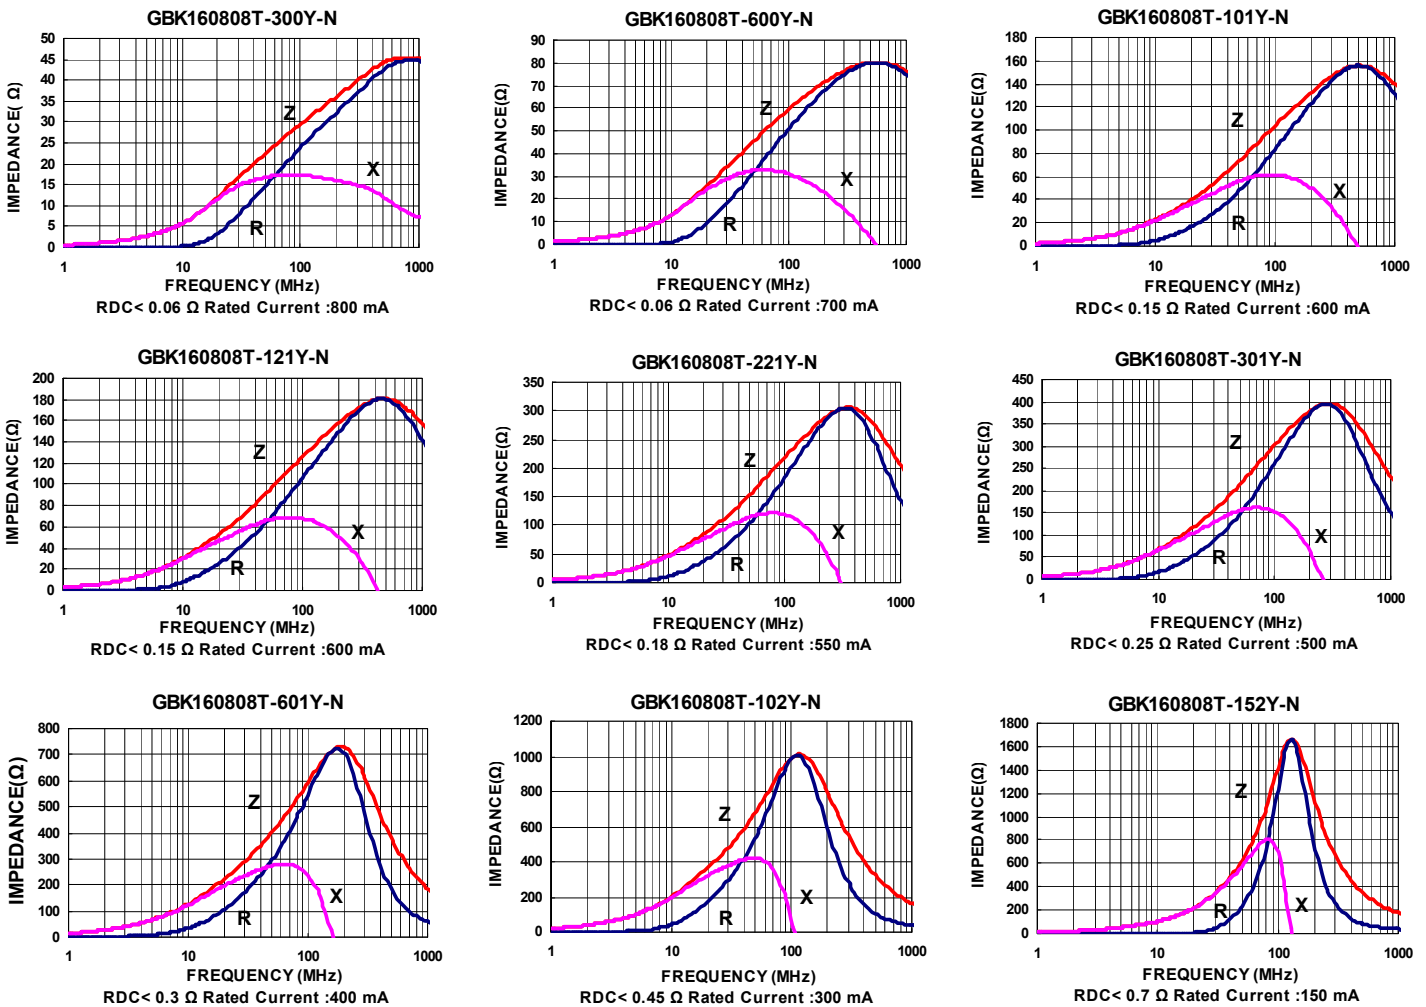 GBK160808T-300Y-N
IMPEDANCE( Ω)
50
45
40
35
30
25
20
15
10
5
0
Z
X
R
1 10 100 1000
FREQUENCY (MHz)
RDC< 0.06 Ω Rated Current :800 mA
GBK160808T-600Y-N
IMPEDANCE(Ω)
90
80
70
60
50
40
30
20
10
0
Z
X
R
1 10 100 1000
FREQUENCY (MHz)
RDC< 0.06 Ω Rated Current :700 mA
GBK160808T-101Y-N
IMPEDANCE(Ω)
180
160
140
120
100
80
60
40
20
0
Z
X
R
1 10 100 1000
FREQUENCY (MHz)
RDC< 0.15 Ω Rated Current :600 mA
GBK160808T-121Y-N
IMPEDANCE(Ω)
200
180
160
140
120
100
80
60
40
20
0
Z
X
R
1 10 100 1000
FREQUENCY (MHz)
RDC< 0.15 Ω Rated Current :600 mA
GBK160808T-221Y-N
IMPEDANCE(Ω)
350
300
250
200
150
100
50
0
Z
X
R
1 10 100 1000
FREQUENCY (MHz)
RDC< 0.18 Ω Rated Current :550 mA
GBK160808T-301Y-N
IMPEDANCE(Ω)
450
400
350
300
250
200
150
100
50
0
Z
X
R
1 10 100 1000
FREQUENCY (MHz)
RDC< 0.25 Ω Rated Current :500 mA
GBK160808T-601Y-N
IMPEDANCE(Ω)
800
700
600
500
400
300
200
100
0
Z
X
R
1 10 100 1000
FREQUENCY (MHz)
RDC< 0.3 Ω Rated Current :400 mA
GBK160808T-102Y-N
IMPEDANCE(Ω)
1200
1000
800
600
400
200
0
Z
X
R
1 10 100 1000
FREQUENCY (MHz)
RDC< 0.45 Ω Rated Current :300 mA
GBK160808T-152Y-N
IMPEDANCE(Ω)
1800
1600
1400
1200
1000
800
600
400
200
0
Z
R
X
1 10 100 1000
FREQUENCY (MHz)
RDC< 0.7 Ω Rated Current :150 mA